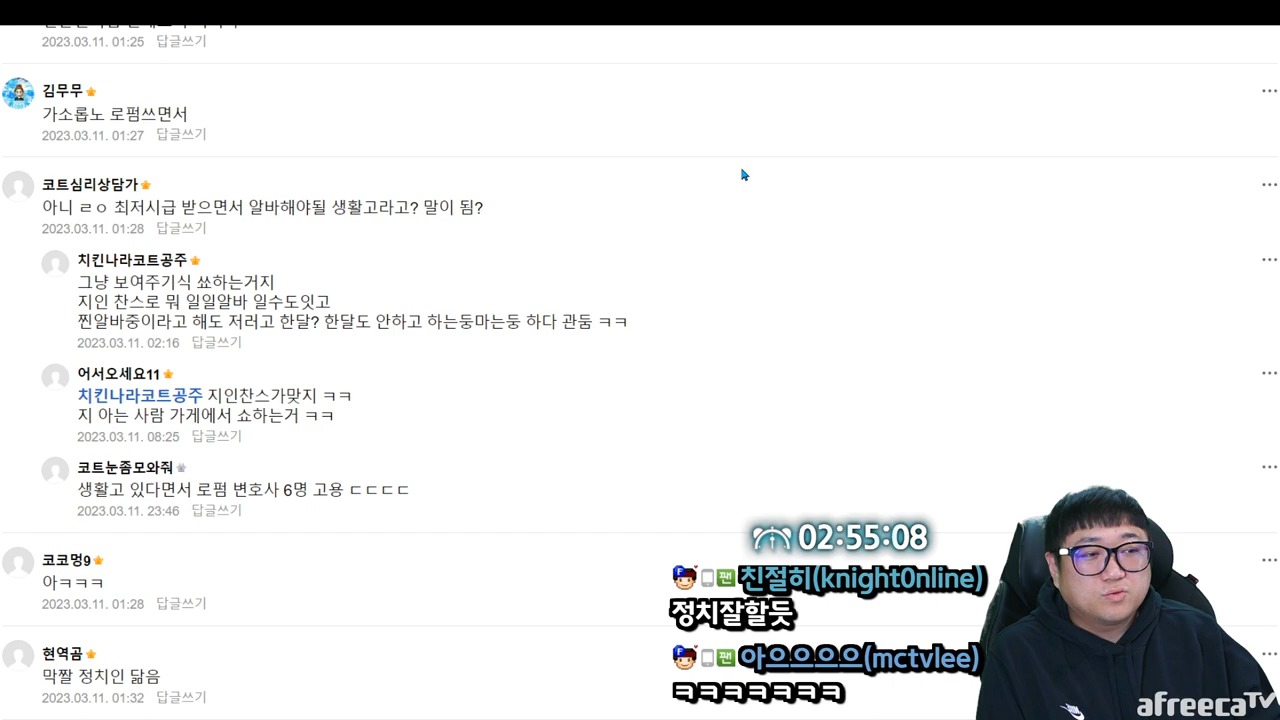 2023.03.11. 01:25 답글쓰기
김무무
가소롭노 로펌쓰면서
2023.03.11. 01:27 답글쓰기
코트심리상담가
아니 ㄹㅇ 최저시급 받으면서 알바해야될 생활고라고? 말이 됨?
2023.03.11. 01:28 답글쓰기
치킨나라코트공주
그냥 보여주기식 쑈하는거지
지인 찬스로 뭐 일일알바 일수도잇고
찐알바중이라고 해도 저러고 한달? 한달도 안하고 하는둥마는둥 하다 관둠 ㅋㅋ
2023.03.11. 02:16 답글쓰기
어서오세요11
치킨나라코트공주 지인찬스가맞지 ㅋㅋ
지 아는 사람 가게에서 쇼하는거 ㅋㅋ
2023.03.11. 08:25 답글쓰기
코트눈좀모와줘
생활고 있다면서 로펌 변호사 6명 고용 ㄷㄷㄷㄷ
2023.03.11. 23:46 답글쓰기
코코멍9
아ㅋㅋㅋ
2023.03.11. 01:28 답글쓰기
현역곰
막짤 정치인 닮음
2023.03.11. 01:32 답글쓰기
02:55:08
F 팬 친절히(knight0nline)
정치잘할듯
F 팬 아으으으으(mctvlee)
ㅋㅋㅋㅋㅋㅋㅋ
afreecaTV